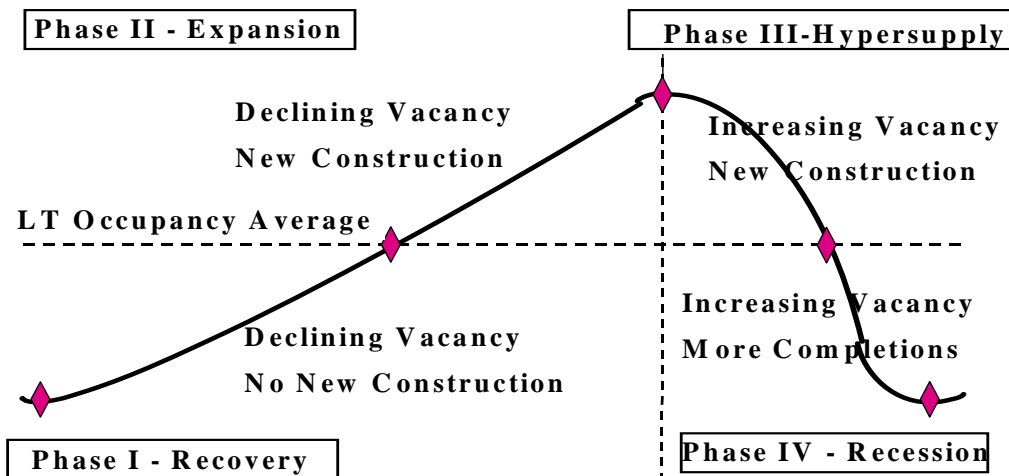 Phase II - Expansion
Phase III-Hypersupply
Declining Vacancy
New Construction
Increasing Vacancy
New Construction
LT Occupancy Average
Declining Vacancy
No New Construction
Increasing Vacancy
More Completions
Phase I - Recovery
Phase IV - Recession